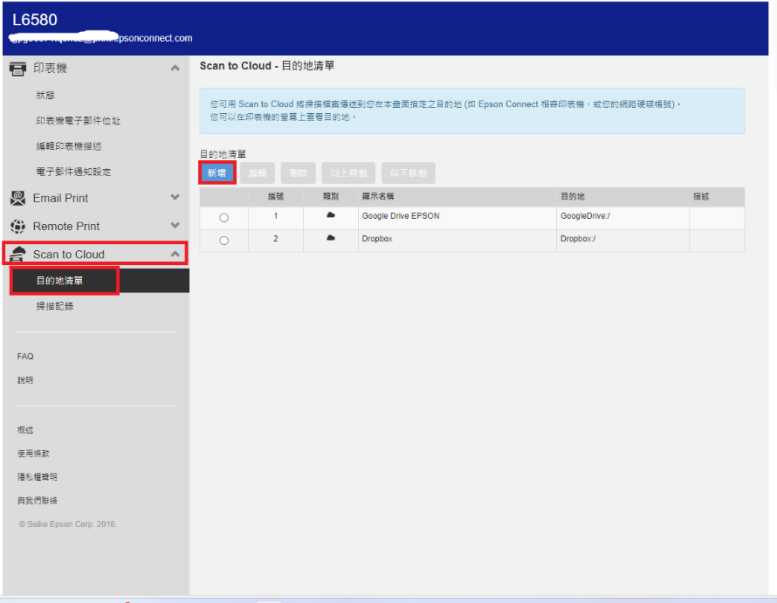 L6580
psonconnect.com
印表機
狀態
印表機電子郵件位址
編輯印表機描述
電子郵件通知設定
Email Print
Remote Print
Scan to Cloud
目的地清單
掃描記錄
FAQ
說明
概述
使用條款
隱私權聲明
與我們聯絡
© Seiko Epson Corp. 2016.
Scan to Cloud - 目的地清單
您可用 Scan to Cloud 將掃描檔案傳送到您在本畫面指定之目的地 (如 Epson Connect 相容印表機,或您的網路硬碟帳號)。
您可以在印表機的螢幕上查看目的地。
目的地清單
新增 編輯 刪除 向上移動 向下移動
編號 類別 顯示名稱 目的地 描述
1 Google Drive EPSON GoogleDrive:/
2 Dropbox Dropbox:/